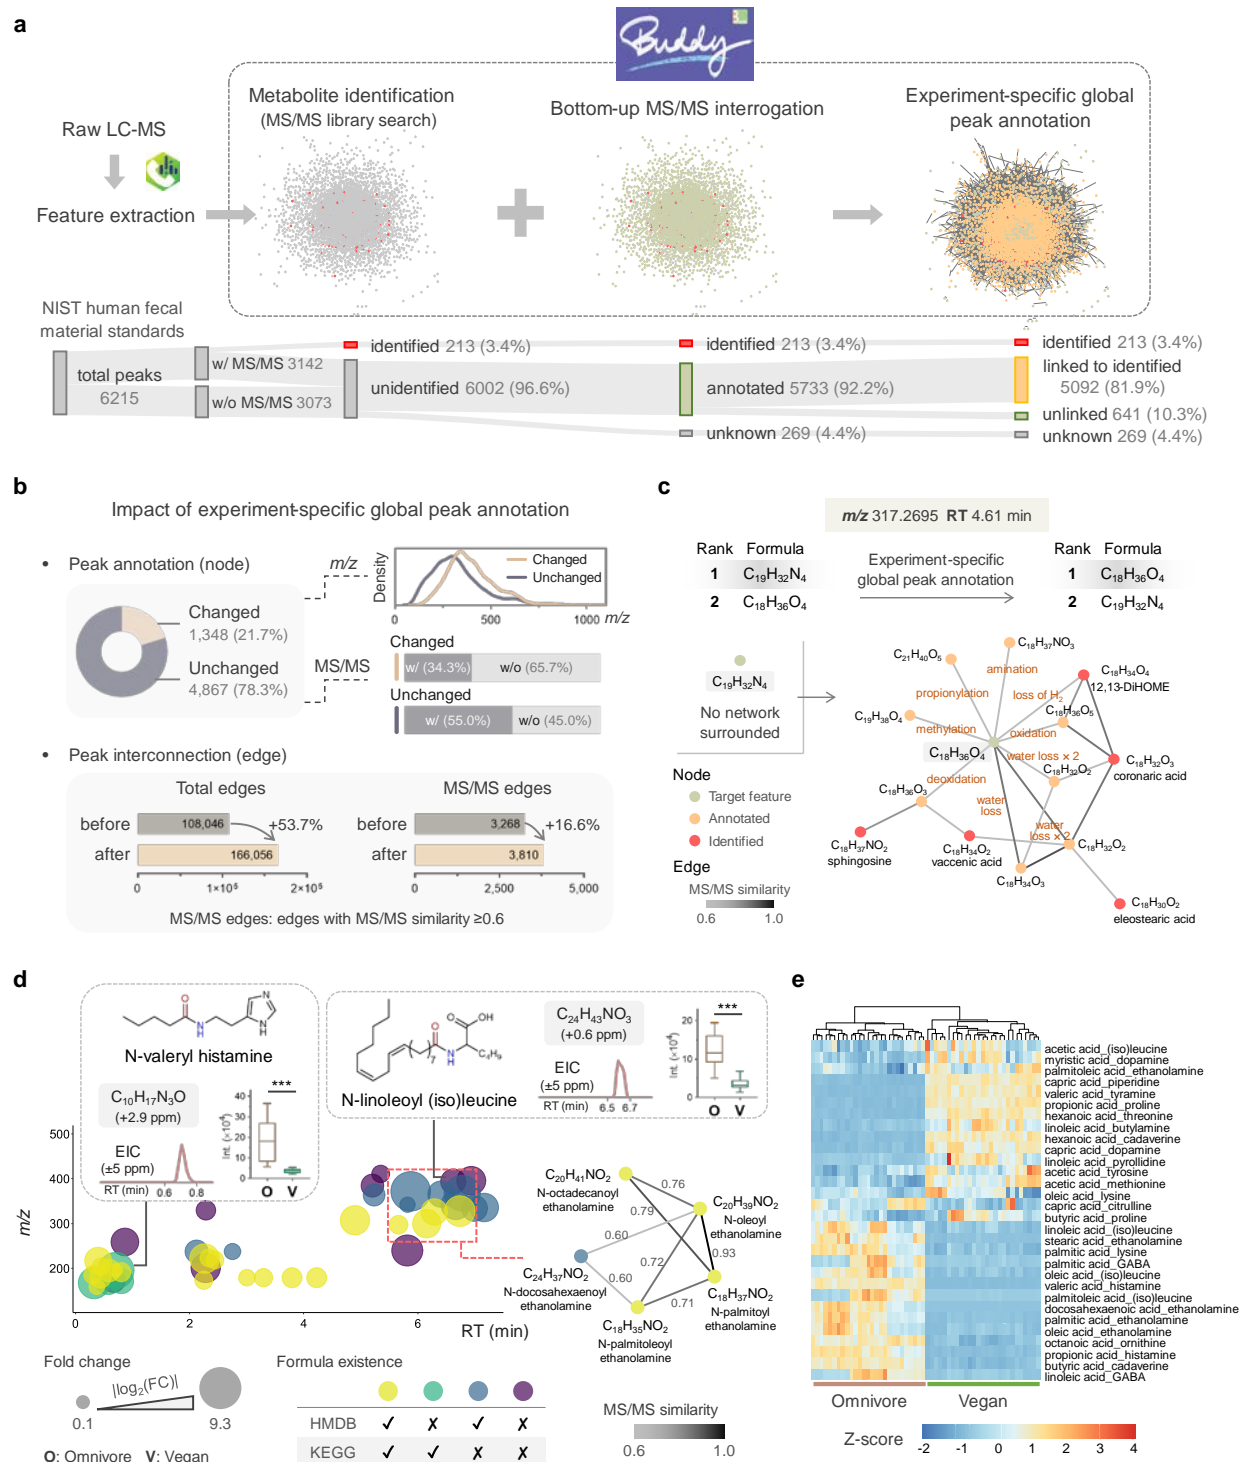 a
Buddy
Metabolite identification
(MS/MS library search)
Bottom-up MS/MS interrogation
Experiment-specific global
peak annotation
Raw LC-MS
Feature extraction
NIST human fecal
material standards
total peaks
6215
w/ MS/MS 3142
w/o MS/MS 3073
identified 213 (3.4%)
unidentified 6002 (96.6%)
identified 213 (3.4%)
annotated 5733 (92.2%)
unknown 269 (4.4%)
identified 213 (3.4%)
linked to identified
5092 (81.9%)
unlinked 641 (10.3%)
unknown 269 (4.4%)
b
Impact of experiment-specific global peak annotation
• Peak annotation (node)
Changed
1,348 (21.7%)
Unchanged
4,867 (78.3%)
m/z
MS/MS
Density
Changed
Unchanged
0 500 1000 m/z
Changed
w/ (34.3%) w/o (65.7%)
Unchanged
w/ (55.0%) w/o (45.0%)
• Peak interconnection (edge)
Total edges
before 108,046 +53.7%
after 166,056
0 1×10⁵ 2×10⁵
MS/MS edges
before 3,268 +16.6%
after 3,810
0 2,500 5,000
MS/MS edges: edges with MS/MS similarity ≥0.6
c
m/z 317.2695 RT 4.61 min
Rank Formula
1 C₁₉H₃₂N₄
2 C₁₈H₃₆O₄
Experiment-specific
global peak annotation
Rank Formula
1 C₁₈H₃₆O₄
2 C₁₉H₃₂N₄
C₁₉H₃₂N₄
No network
surrounded
C₁₈H₃₇NO₃
C₂₁H₄₀O₅
amination
C₁₈H₃₄O₄
12,13-DiHOME
propionylation
loss of H₂
C₁₉H₃₈O₄
C₁₈H₃₆O₅
methylation
oxidation
C₁₈H₃₆O₄
water loss × 2
C₁₈H₃₂O₃
coronaric acid
C₁₈H₃₂O₂
deoxidation
C₁₈H₃₆O₃
water
loss
water
loss × 2
C₁₈H₃₇NO₂
sphingosine
C₁₈H₃₄O₂
vaccenic acid
C₁₈H₃₂O₂
C₁₈H₃₄O₃
C₁₈H₃₀O₂
eleostearic acid
Node
Target feature
Annotated
Identified
Edge
MS/MS similarity
0.6 1.0
d
O
N
H
N
NH
N-valeryl histamine
C₁₀H₁₇N₃O
(+2.9 ppm)
EIC
(±5 ppm)
RT (min) 0.6 0.8
***
Int. (×10⁴)
40
30
20
10
0
O V
O
O
OH
N
H
C₄H₉
7
N-linoleoyl (iso)leucine
C₂₄H₄₃NO₃
(+0.6 ppm)
EIC
(±5 ppm)
RT (min) 6.5 6.7
***
Int. (×10⁴)
20
10
0
O V
m/z
500
400
300
200
0 2 4 6
RT (min)
C₂₀H₄₁NO₂
N-octadecanoyl
ethanolamine
0.76
C₂₀H₃₉NO₂
N-oleoyl
ethanolamine
0.79
0.60
0.93
0.72
C₂₄H₃₇NO₂
N-docosahexaenoyl
ethanolamine
0.60
0.71
C₁₈H₃₇NO₂
N-palmitoyl
ethanolamine
C₁₈H₃₅NO₂
N-palmitoleoyl
ethanolamine
Fold change
|log₂(FC)|
0.1 9.3
O: Omnivore V: Vegan
Formula existence
HMDB ✓ ✗ ✓ ✗
KEGG ✓ ✓ ✗ ✗
MS/MS similarity
0.6 1.0
e
acetic acid_(iso)leucine
myristic acid_dopamine
palmitoleic acid_ethanolamine
capric acid_piperidine
valeric acid_tyramine
propionic acid_proline
hexanoic acid_threonine
linoleic acid_butylamine
hexanoic acid_cadaverine
capric acid_dopamine
linoleic acid_pyrollidine
acetic acid_tyrosine
acetic acid_methionine
oleic acid_lysine
capric acid_citrulline
butyric acid_proline
linoleic acid_(iso)leucine
stearic acid_ethanolamine
palmitic acid_lysine
palmitic acid_GABA
oleic acid_(iso)leucine
valeric acid_histamine
palmitoleic acid_(iso)leucine
docosahexaenoic acid_ethanolamine
palmitic acid_ethanolamine
oleic acid_ethanolamine
octanoic acid_ornithine
propionic acid_histamine
butyric acid_cadaverine
linoleic acid_GABA
Omnivore Vegan
Z-score
-2 -1 0 1 2 3 4